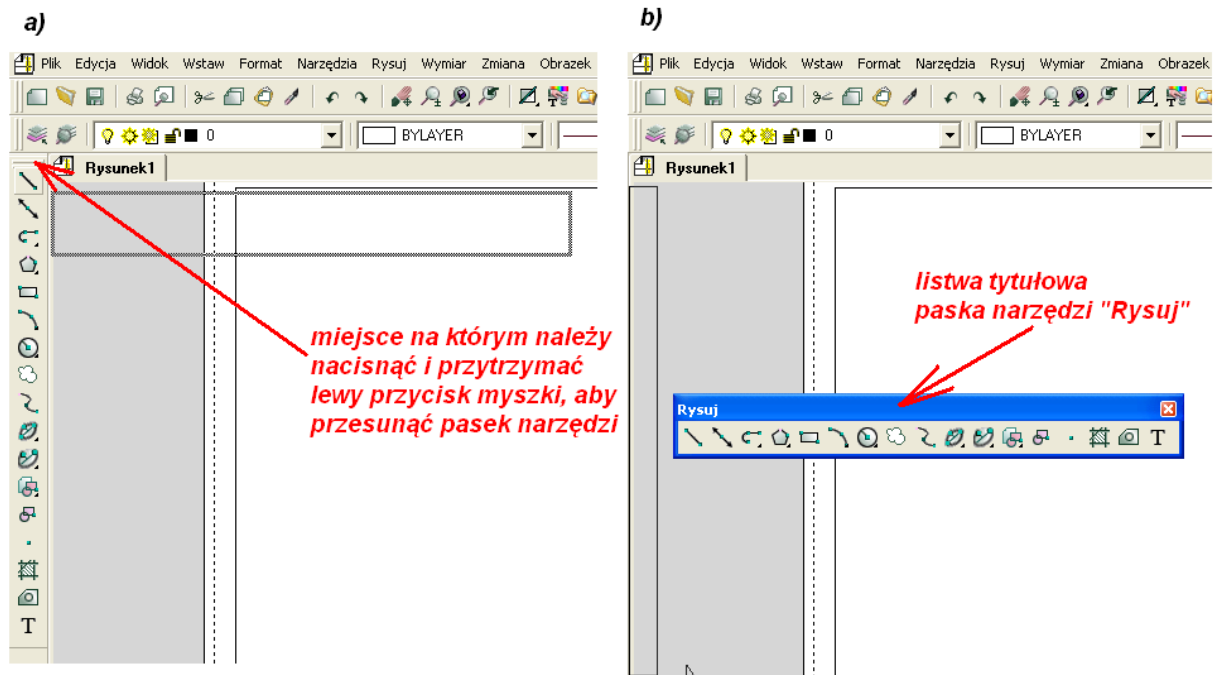 a)
Plik Edycja Widok Wstaw Format Narzędzia Rysuj Wymiar Zmiana Obrazek
0 BYLAYER
Rysunek1
miejsce na którym należy
nacisnąć i przytrzymać
lewy przycisk myszki, aby
przesunąć pasek narzędzi
T
b)
Plik Edycja Widok Wstaw Format Narzędzia Rysuj Wymiar Zmiana Obrazek
0 BYLAYER
Rysunek1
listwa tytułowa
paska narzędzi "Rysuj"
Rysuj
T